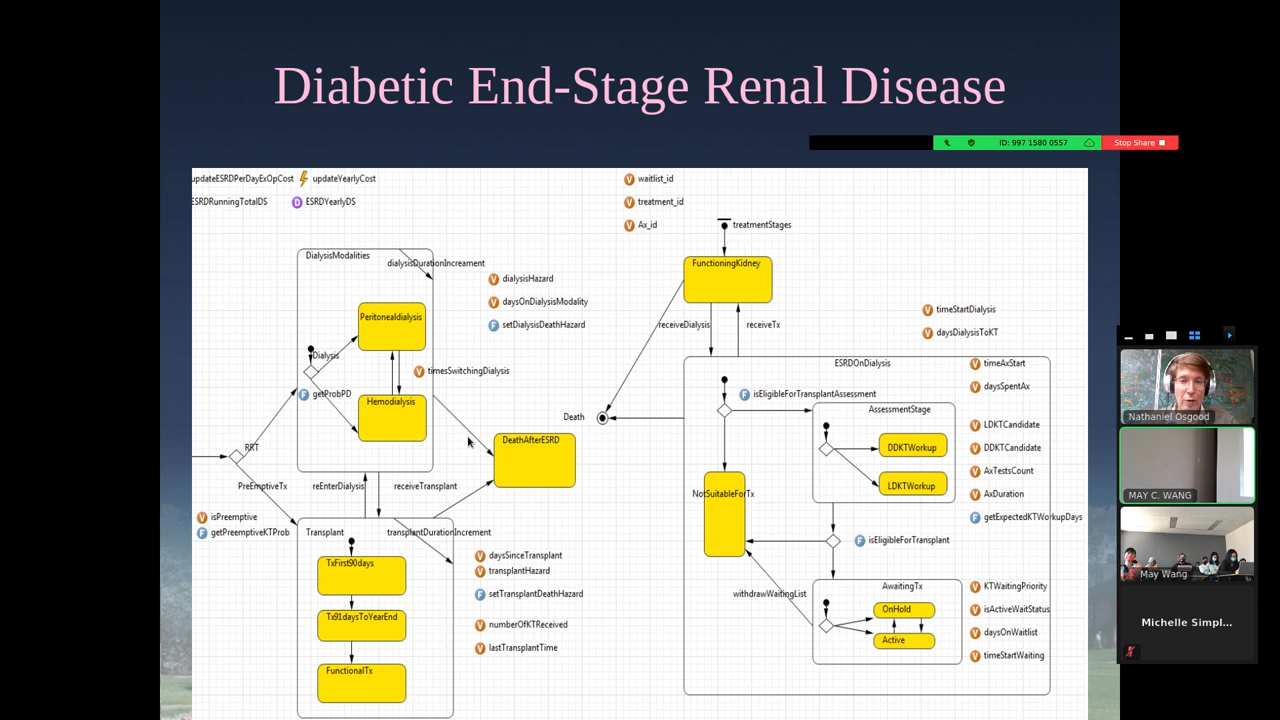 Diabetic End-Stage Renal Disease
ID: 997 1580 0557
Stop Share
updateESRDPerDayExOpCost
updateYearlyCost
ESRDRunningTotalDS
ESRDYearlyDS
waitlist_id
treatment_id
Ax_id
treatmentStages
DialysisModalities
dialysisDurationIncreament
dialysisHazard
daysOnDialysisModality
setDialysisDeathHazard
Peritonealdialysis
Dialysis
timesSwitchingDialysis
getProbPD
Hemodialysis
RRT
PreEmptiveTx
reEnterDialysis
receiveTransplant
DeathAfterESRD
isPreemptive
getPreemptiveKTProb
Transplant
transplantDurationIncrement
TxFirst90days
Tx91daysToYearEnd
FunctionalTx
daysSinceTransplant
transplantHazard
setTransplantDeathHazard
numberOfKTReceived
lastTransplantTime
FunctioningKidney
receiveDialysis
receiveTx
Death
timeStartDialysis
daysDialysisToKT
ESRDOnDialysis
timeAxStart
daysSpentAx
isEligibleForTransplantAssessment
AssessmentStage
DDKTWorkup
LDKTWorkup
LDKTCandidate
DDKTCandidate
AxTestsCount
AxDuration
getExpectedKTWorkupDays
NotSuitableForTx
isEligibleForTransplant
withdrawWaitingList
AwaitingTx
OnHold
Active
KTWaitingPriority
isActiveWaitStatus
daysOnWaitlist
timeStartWaiting
Nathaniel Osgood
MAY C. WANG
May Wang
Michelle Simpl...